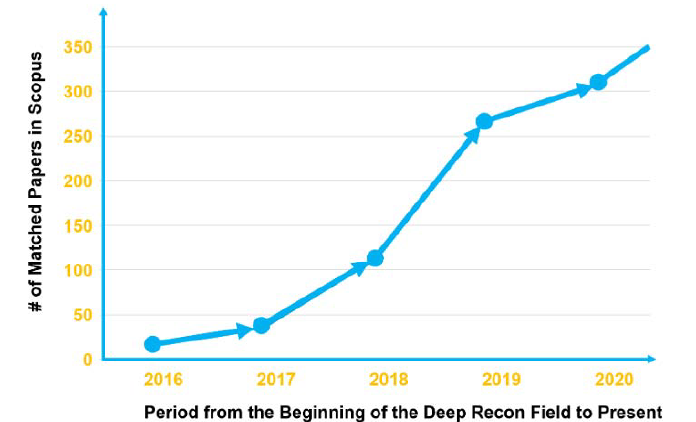 350
300
250
200
150
100
50
0
# of Matched Papers in Scopus
2016 2017 2018 2019 2020
Period from the Beginning of the Deep Recon Field to Present